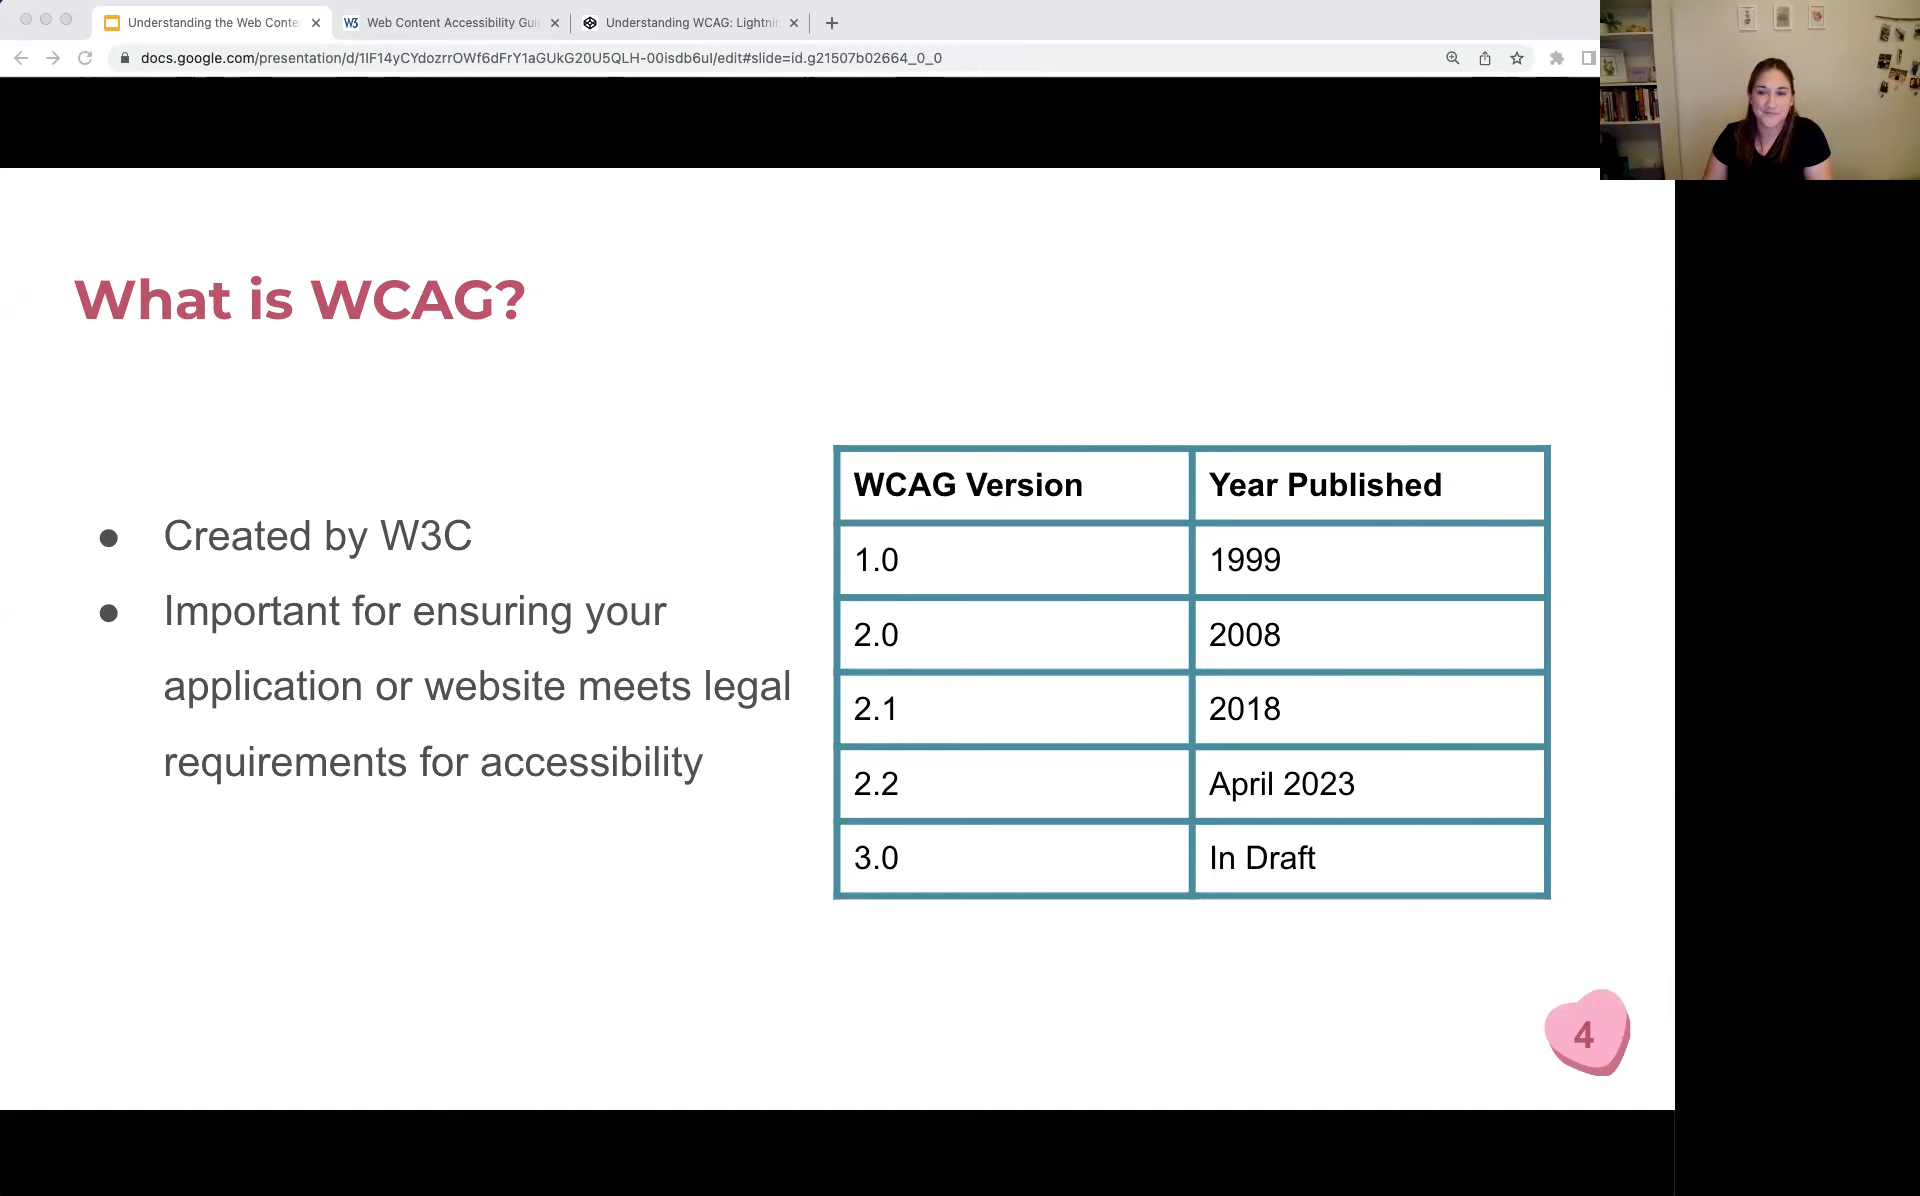 Understanding the Web Conte
Web Content Accessibility Gui
Understanding WCAG: Lightnin
docs.google.com/presentation/d/1IF14yCYdozrrOWf6dFrY1aGUkG20U5QLH-00isdb6uI/edit#slide=id.g21507b02664_0_0
What is WCAG?
● Created by W3C
● Important for ensuring your
application or website meets legal
requirements for accessibility
WCAG Version Year Published
1.0 1999
2.0 2008
2.1 2018
2.2 April 2023
3.0 In Draft
4